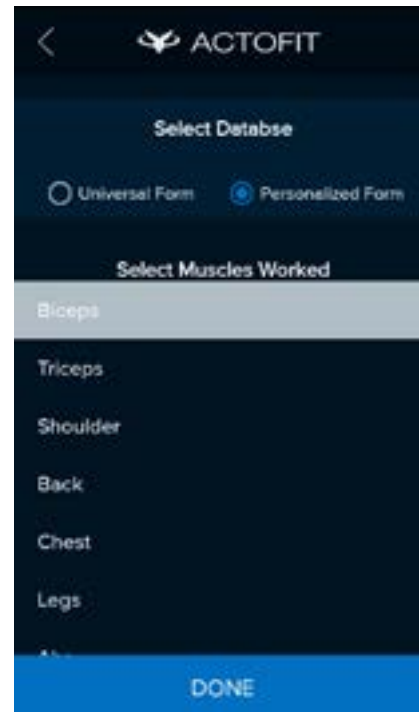 ACTOFIT
Select Databse
Universal Form Personalized Form
Select Muscles Worked
Biceps
Triceps
Shoulder
Back
Chest
Legs
DONE